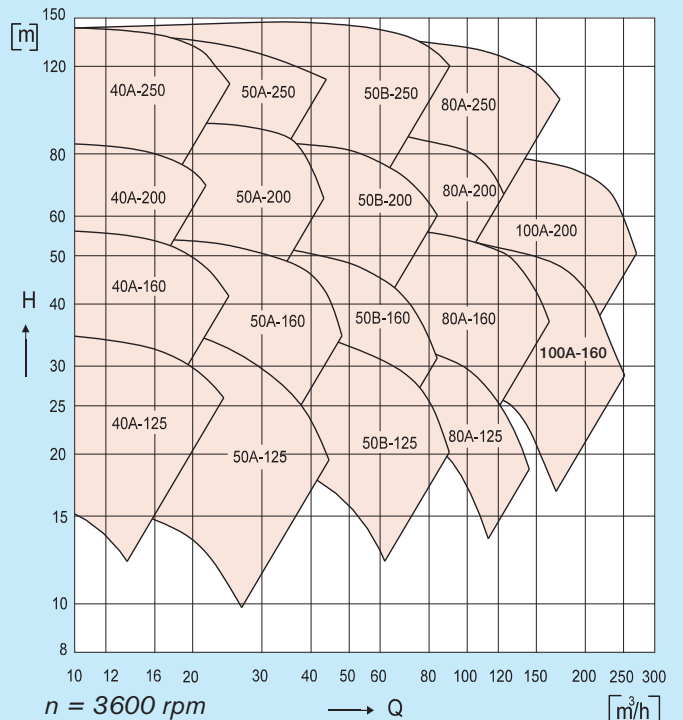 150
[m]
120
40A-250
50A-250
50B-250
80A-250
80
40A-200
50A-200
50B-200
80A-200
60
100A-200
50
40A-160
H
40
50A-160
50B-160
80A-160
100A-160
30
25
40A-125
50A-125
50B-125
80A-125
20
15
10
8
10 12 16 20 30 40 50 60 80 100 150 200 250 300
n = 3600 rpm Q [m³/h]